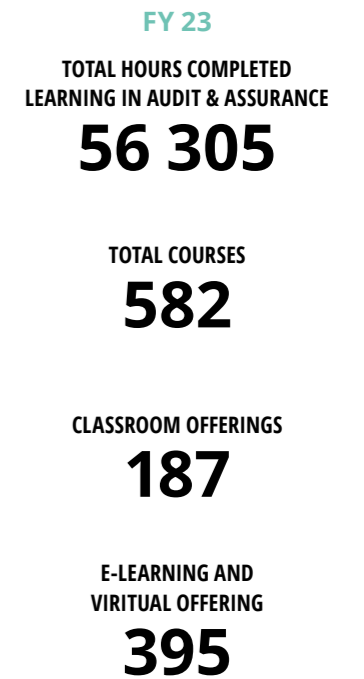 FY 23
TOTAL HOURS COMPLETED
LEARNING IN AUDIT & ASSURANCE
56 305
TOTAL COURSES
582
CLASSROOM OFFERINGS
187
E-LEARNING AND
VIRITUAL OFFERING
395